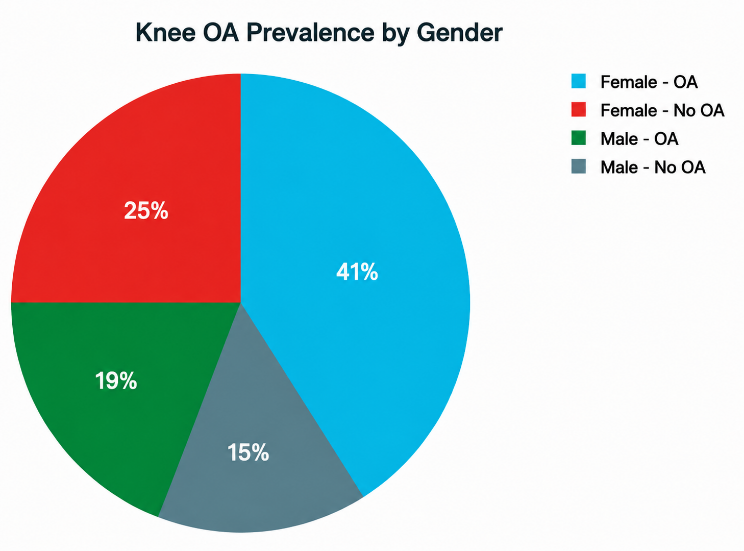 Knee OA Prevalence by Gender
Female - OA
Female - No OA
Male - OA
Male - No OA
25%
41%
19%
15%